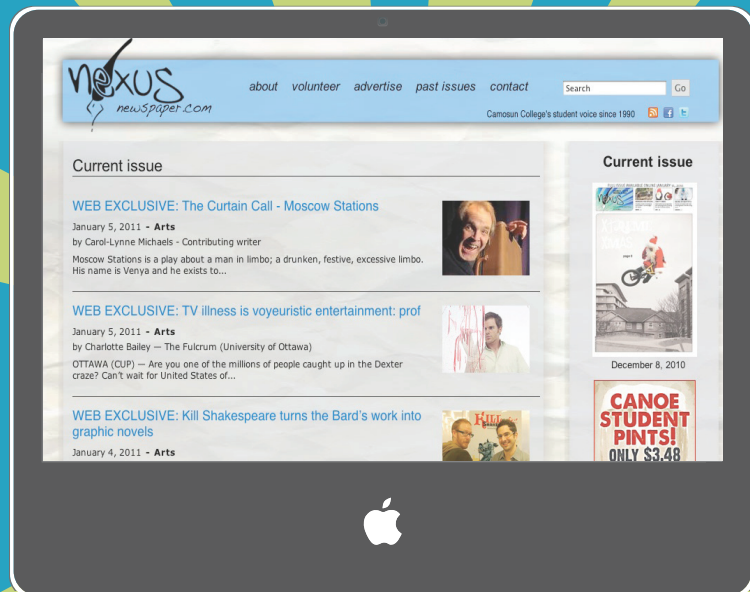 nexus
newspaper.com
about volunteer advertise past issues contact
Search
Go
Camosun College's student voice since 1990
Current issue
WEB EXCLUSIVE: The Curtain Call - Moscow Stations
January 5, 2011 - Arts
by Carol-Lynne Michaels - Contributing writer
Moscow Stations is a play about a man in limbo; a drunken, festive, excessive limbo.
His name is Venya and he exists to...
WEB EXCLUSIVE: TV illness is voyeuristic entertainment: prof
January 5, 2011 - Arts
by Charlotte Bailey — The Fulcrum (University of Ottawa)
OTTAWA (CUP) — Are you one of the millions of people caught up in the Dexter
craze? Can't wait for United States of...
WEB EXCLUSIVE: Kill Shakespeare turns the Bard's work into
graphic novels
January 4, 2011 - Arts
KILL
Current issue
December 8, 2010
CANOE
STUDENT
PINTS!
ONLY $3.48